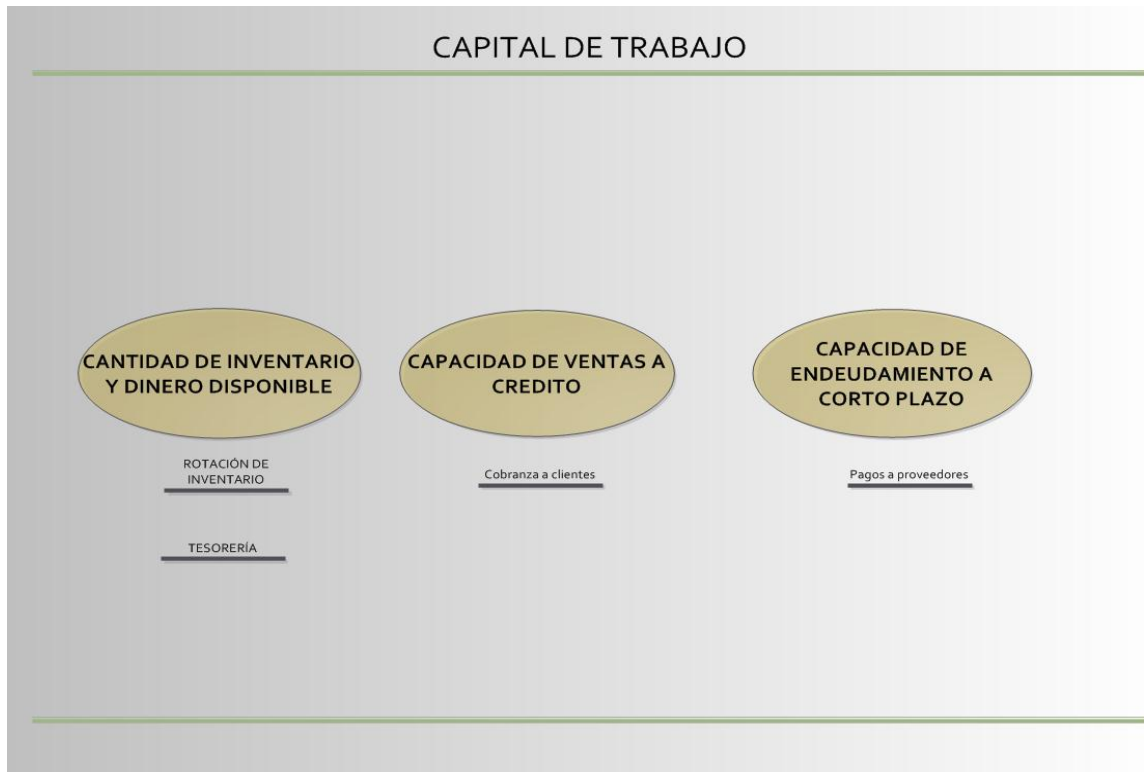 CAPITAL DE TRABAJO
CANTIDAD DE INVENTARIO
Y DINERO DISPONIBLE
ROTACIÓN DE
INVENTARIO
TESORERÍA
CAPACIDAD DE VENTAS A
CREDITO
Cobranza a clientes
CAPACIDAD DE
ENDEUDAMIENTO A
CORTO PLAZO
Pagos a proveedores